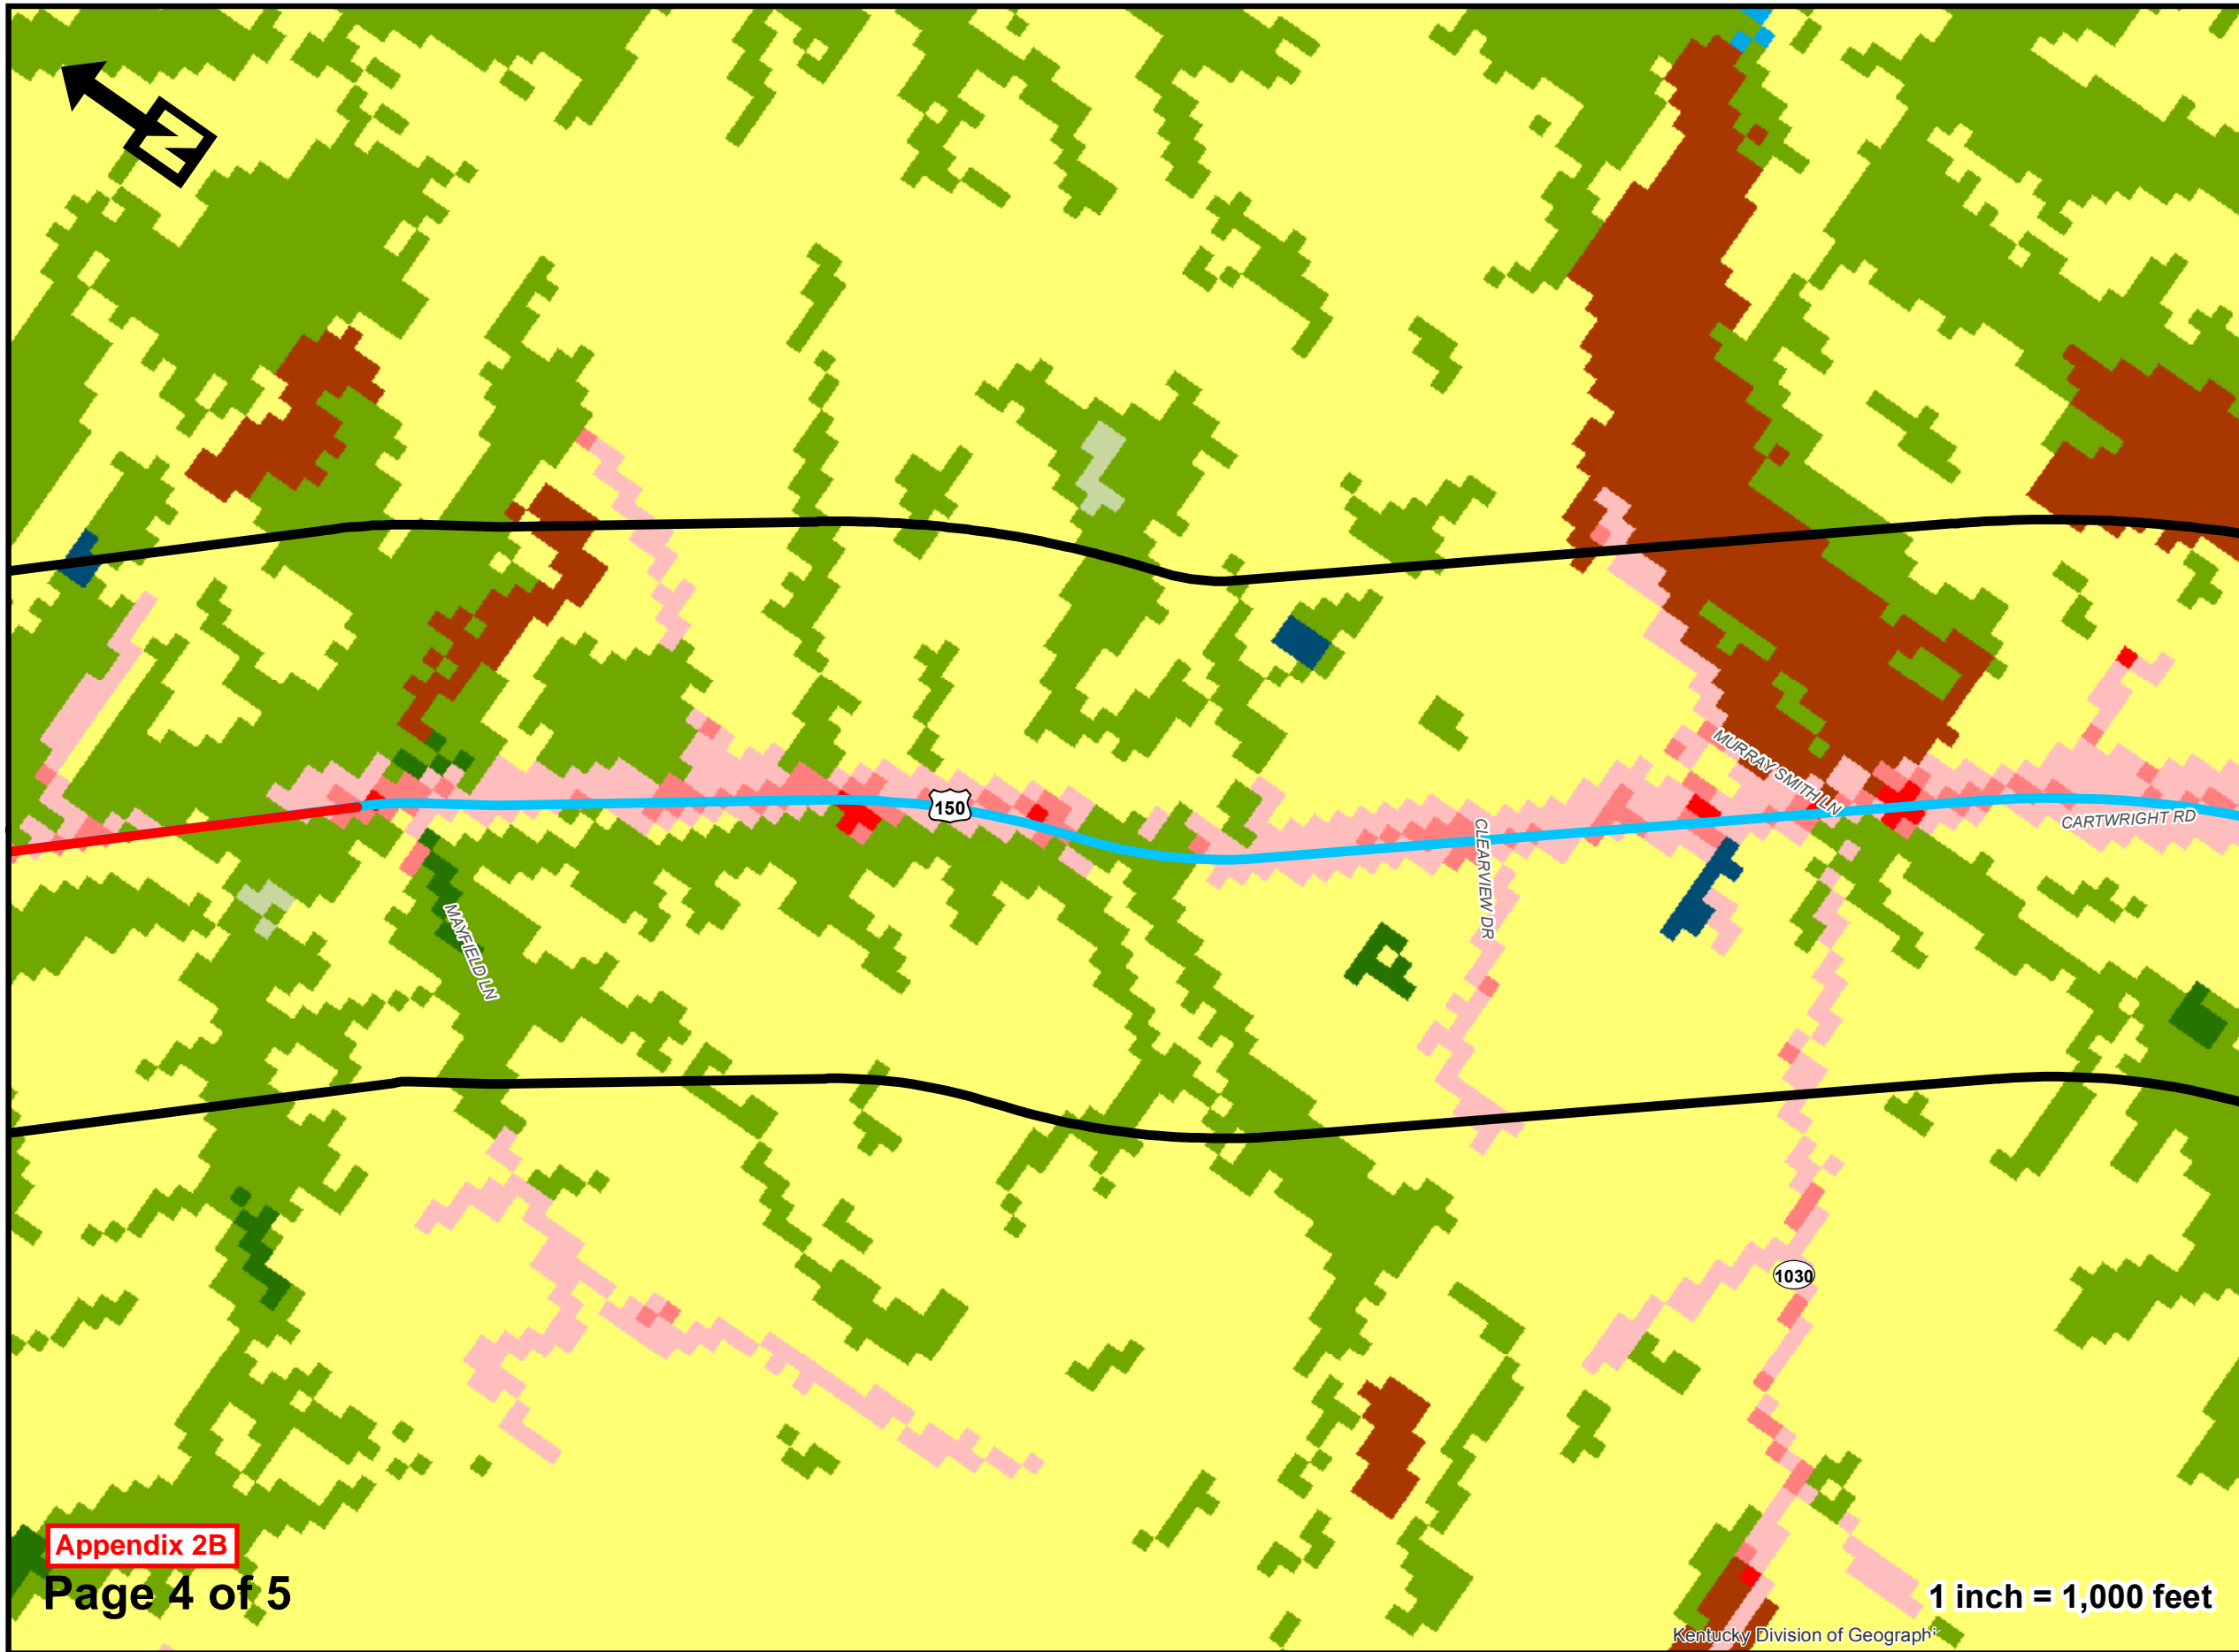 N
150
MURRAY SMITH LN
CARTWRIGHT RD
CLEARVIEW DR
MAYFIELD LN
1030
Appendix 2B
Page 4 of 5
1 inch = 1,000 feet
Kentucky Division of Geographi